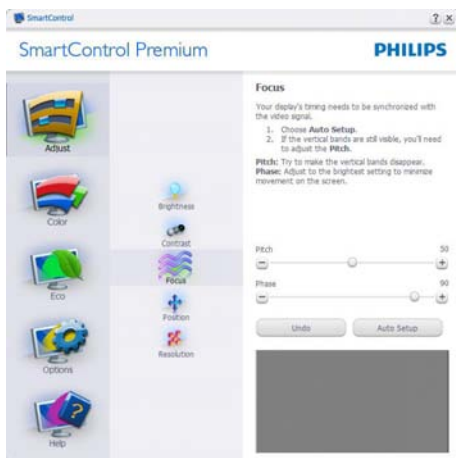 SmartControl
? x
SmartControl Premium
PHILIPS
Adjust
Color
Eco
Options
Help
Brightness
Contrast
Focus
Position
Resolution
Focus
Your display's timing needs to be synchronized with
the video signal.
1. Choose Auto Setup.
2. If the vertical bands are still visible, you'll need
to adjust the Pitch.
Pitch: Try to make the vertical bands disappear.
Phase: Adjust to the brightest setting to minimize
movement on the screen.
Pitch 50
Phase 90
Undo Auto Setup